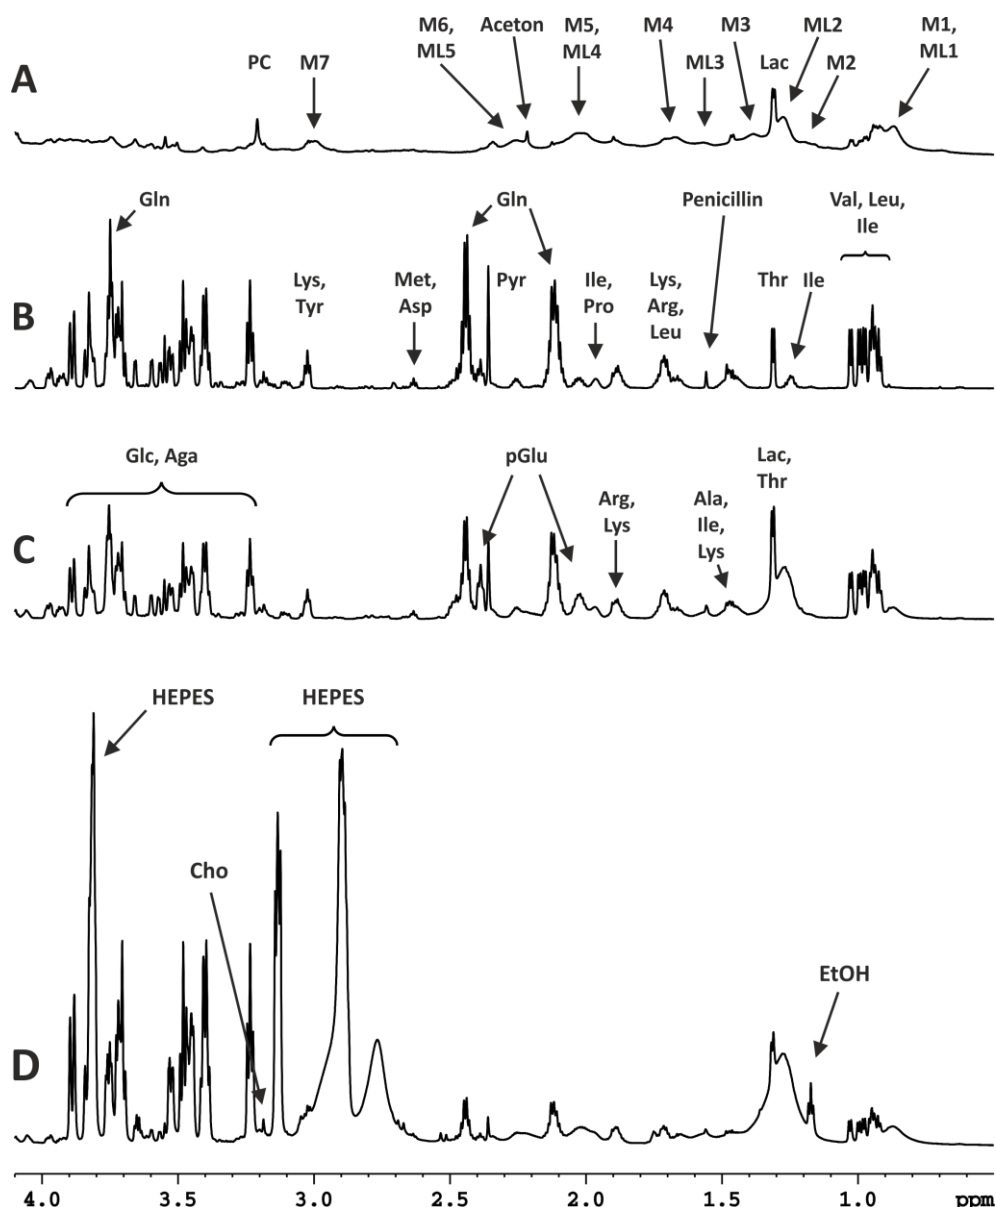 A
PC
M7
M6,
ML5
Aceton
M5,
ML4
M4
ML3
M3
Lac
ML2
M2
M1,
ML1
B
Gln
Lys,
Tyr
Met,
Asp
Gln
Pyr
Ile,
Pro
Lys,
Arg,
Leu
Penicillin
Thr
Ile
Val, Leu,
Ile
C
Glc, Aga
pGlu
Arg,
Lys
Ala,
Ile,
Lys
Lac,
Thr
D
HEPES
HEPES
Cho
EtOH
4.0 3.5 3.0 2.5 2.0 1.5 1.0 ppm